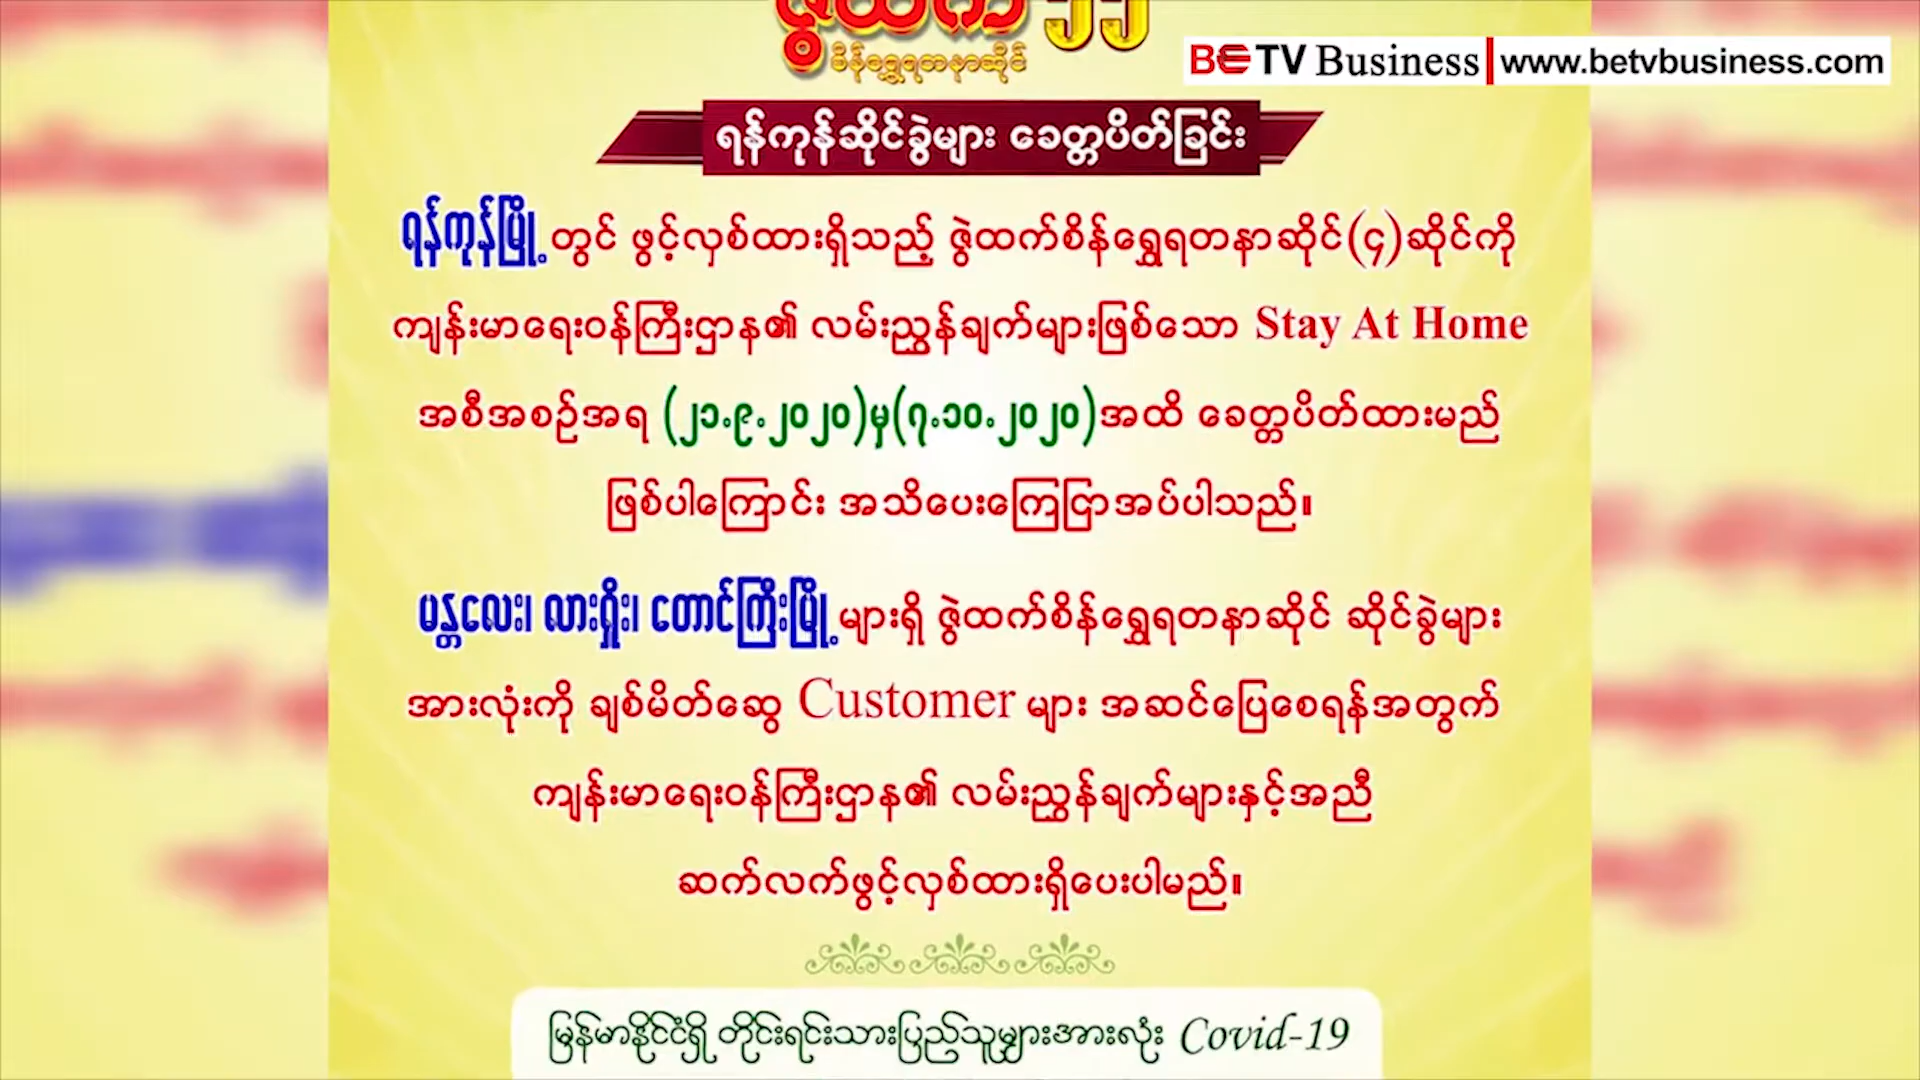 ဇွဲထက်
စိန်ရွှေရတနာဆိုင်
BETV Business | www.betvbusiness.com
ရန်ကုန်ဆိုင်ခွဲများ ခေတ္တပိတ်ခြင်း
ရန်ကုန်မြို့တွင် ဖွင့်လှစ်ထားရှိသည့် ဇွဲထက်စိန်ရွှေရတနာဆိုင်(၄)ဆိုင်ကို
ကျန်းမာရေးဝန်ကြီးဌာန၏ လမ်းညွှန်ချက်များဖြစ်သော Stay At Home
အစီအစဉ်အရ (၂၁.၉.၂၀၂၀)မှ(၇.၁၀.၂၀၂၀)အထိ ခေတ္တပိတ်ထားမည်
ဖြစ်ပါကြောင်း အသိပေးကြေငြာအပ်ပါသည်။
မန္တလေး၊ လားရှိုး၊ တောင်ကြီးမြို့များရှိ ဇွဲထက်စိန်ရွှေရတနာဆိုင် ဆိုင်ခွဲများ
အားလုံးကို ချစ်မိတ်ဆွေ Customer များ အဆင်ပြေစေရန်အတွက်
ကျန်းမာရေးဝန်ကြီးဌာန၏ လမ်းညွှန်ချက်များနှင့်အညီ
ဆက်လက်ဖွင့်လှစ်ထားရှိပေးပါမည်။
မြန်မာနိုင်ငံရှိ တိုင်းရင်းသားပြည်သူများအားလုံး Covid-19